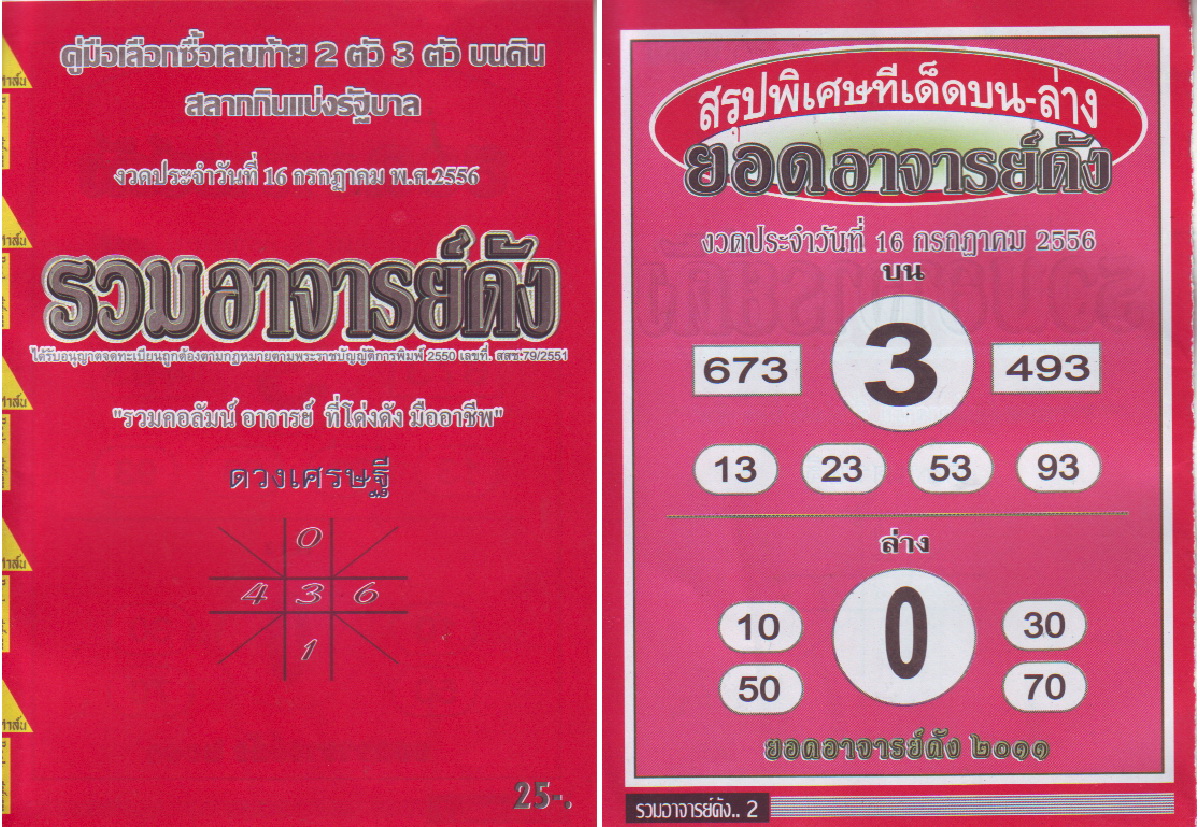 คู่มือเลือกซื้อเลขท้าย 2 ตัว 3 ตัว บนดิน
สลากกินแบ่งรัฐบาล
งวดประจำวันที่ 16 กรกฎาคม พ.ศ.2556
รวมอาจารย์ดัง
ได้รับอนุญาตจดทะเบียนถูกต้องตามกฎหมายตามพระราชบัญญัติการพิมพ์ 2550 เลขที่. สสช.79/2551
"รวมคอลัมน์ อาจารย์ ที่โด่งดัง มืออาชีพ"
ดวงเศรษฐี
0
4 3 6
1
25-.
สรุปพิเศษทีเด็ดบน-ล่าง
ยอดอาจารย์ดัง
งวดประจำวันที่ 16 กรกฎาคม 2556
บน
673 3 493
13 23 53 93
ล่าง
10 0 30
50 70
ยอดอาจารย์ดัง ๒๐๑๑
รวมอาจารย์ดัง.. 2